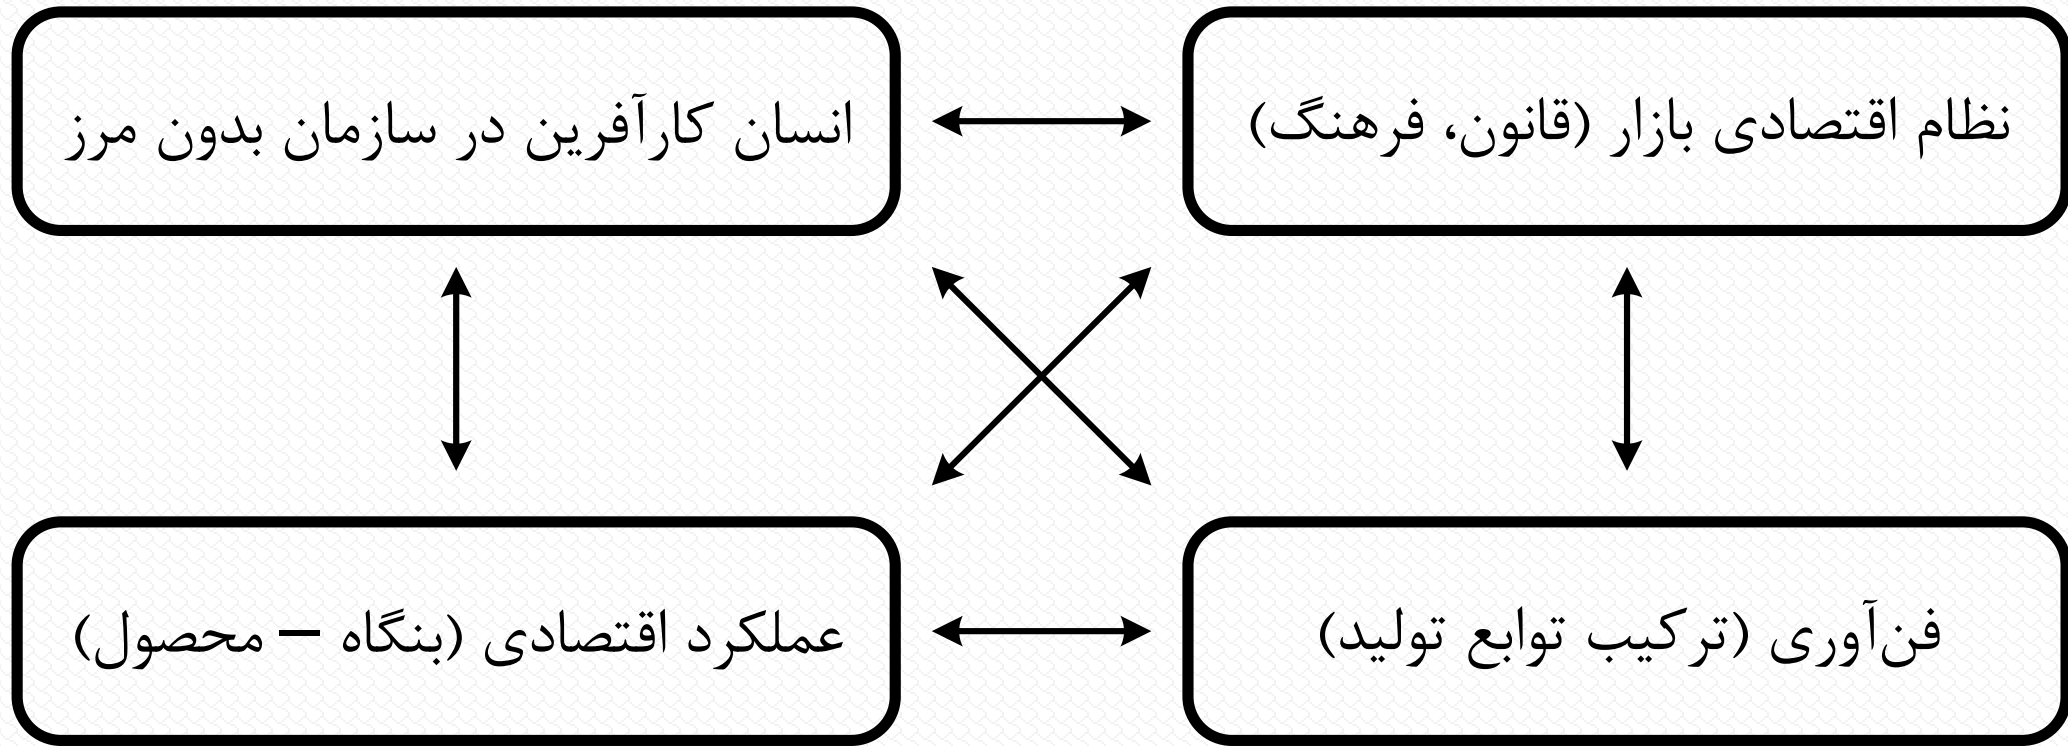 نظام اقتصادی بازار (قانون، فرهنگ)
انسان کارآفرین در سازمان بدون مرز
فن‌آوری (ترکیب توابع تولید)
عملکرد اقتصادی (بنگاه – محصول)